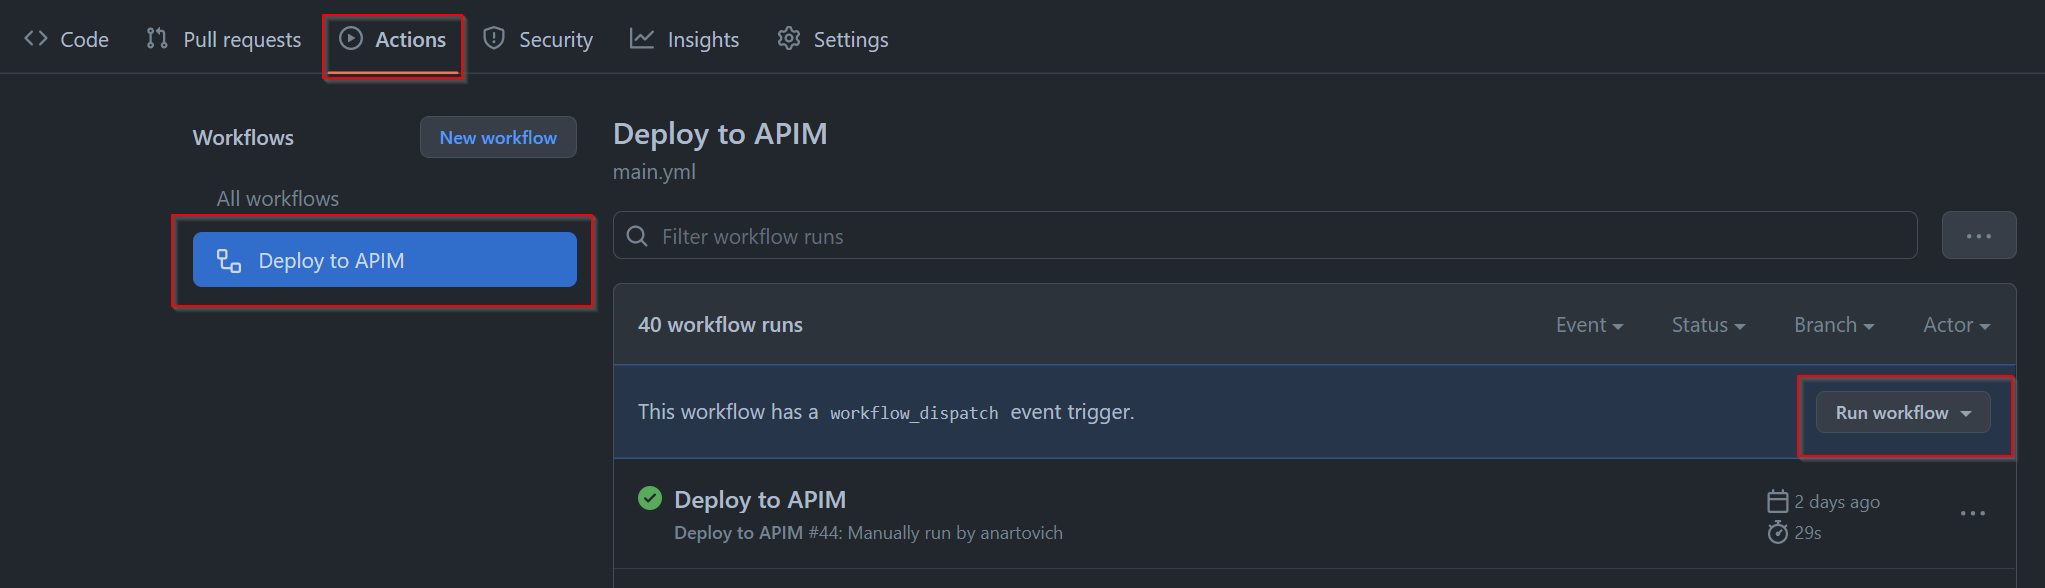 Code Pull requests Actions Security Insights Settings
Workflows
New workflow
All workflows
Deploy to APIM
Deploy to APIM
main.yml
Filter workflow runs
40 workflow runs
Event Status Branch Actor
This workflow has a workflow_dispatch event trigger.
Run workflow
Deploy to APIM
2 days ago
Deploy to APIM #44: Manually run by anartovich
29s